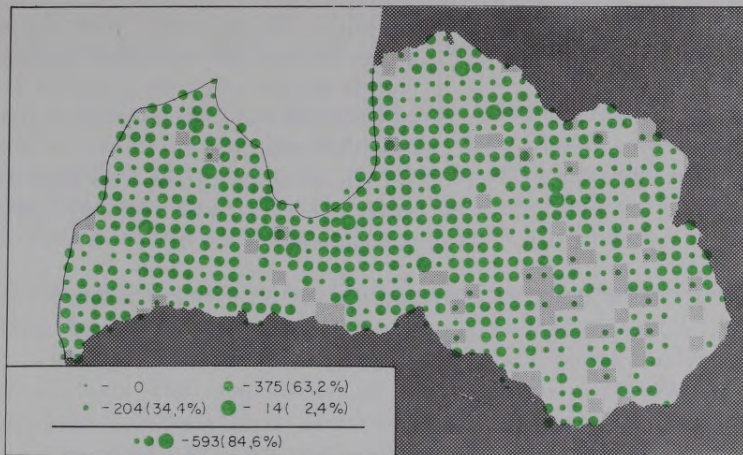 - 0 - 375 (63,2%)
- 204 (34,4%) - 14 ( 2,4%)
- 593 (84,6%)